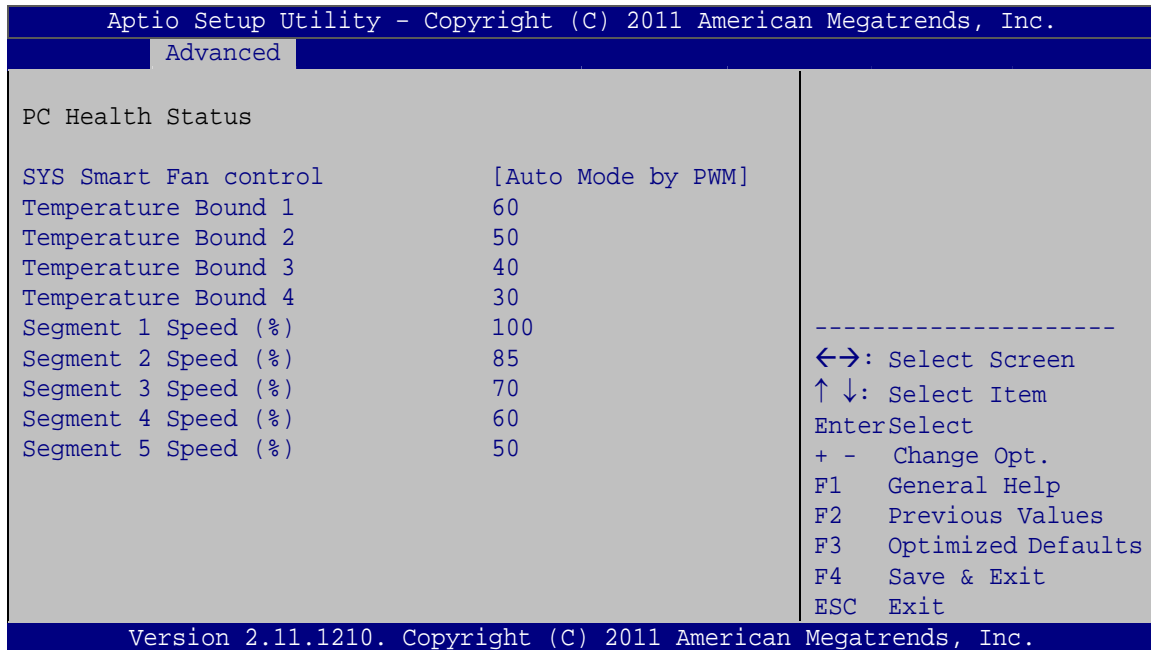 Aptio Setup Utility – Copyright (C) 2011 American Megatrends, Inc.
Advanced
PC Health Status
SYS Smart Fan control [Auto Mode by PWM]
Temperature Bound 1 60
Temperature Bound 2 50
Temperature Bound 3 40
Temperature Bound 4 30
Segment 1 Speed (%) 100
Segment 2 Speed (%) 85
Segment 3 Speed (%) 70
Segment 4 Speed (%) 60
Segment 5 Speed (%) 50
---------------------
←→: Select Screen
↑ ↓: Select Item
EnterSelect
+ - Change Opt.
F1 General Help
F2 Previous Values
F3 Optimized Defaults
F4 Save & Exit
ESC Exit
Version 2.11.1210. Copyright (C) 2011 American Megatrends, Inc.